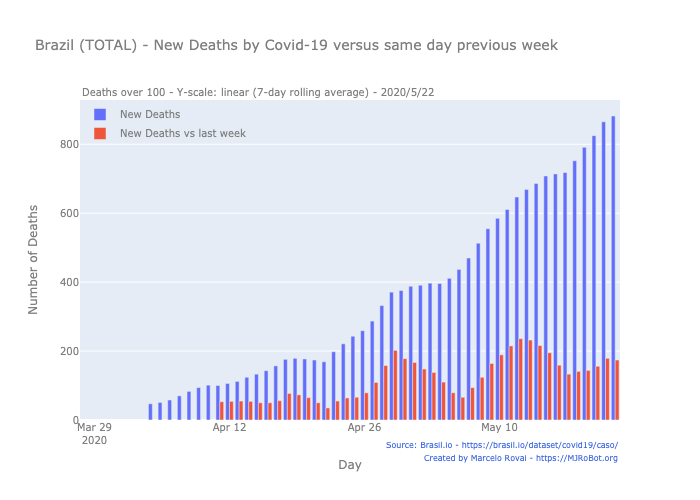 Brazil (TOTAL) - New Deaths by Covid-19 versus same day previous week
Deaths over 100 - Y-scale: linear (7-day rolling average) - 2020/5/22
New Deaths
New Deaths vs last week
800
600
400
200
0
Number of Deaths
Mar 29 Apr 12 Apr 26 May 10
2020
Source: Brasil.io - https://brasil.io/dataset/covid19/caso/
Created by Marcelo Rovai - https://MJRoBot.org
Day